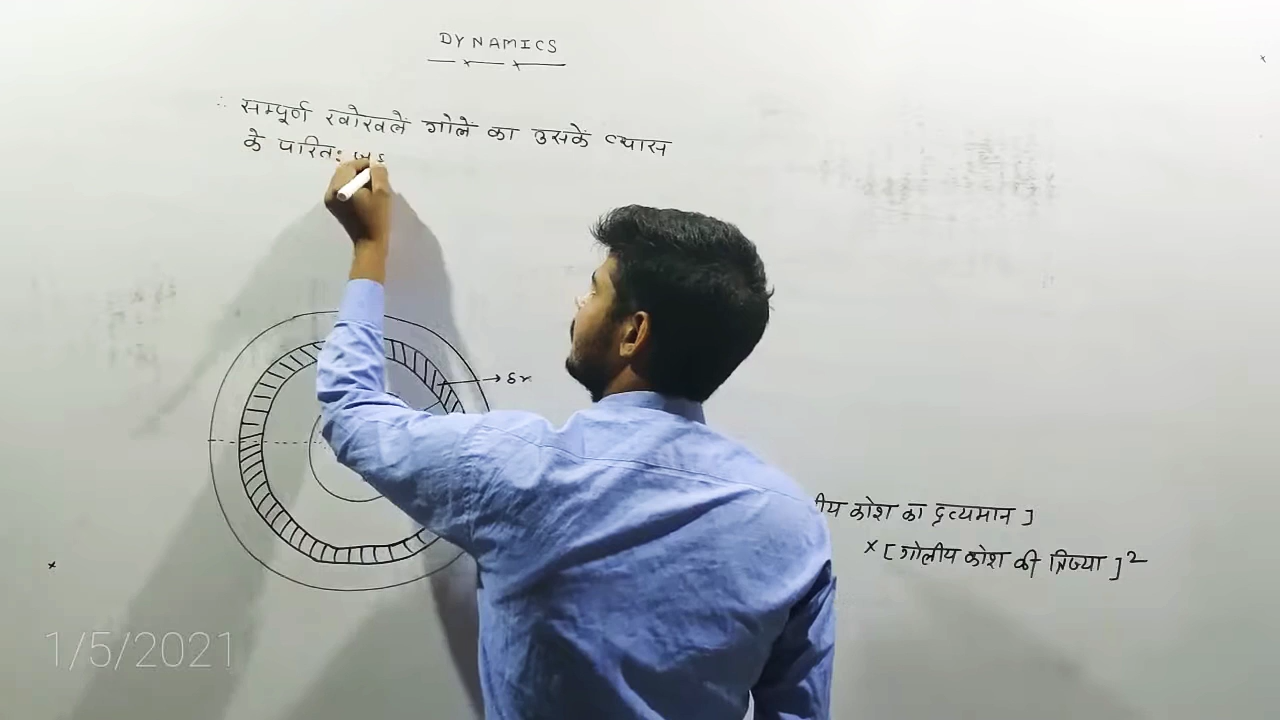 DYNAMICS
∴ सम्पूर्ण खोखलें गोलें का उसकें व्यास
के परितः
δr
ीय कोश का द्रव्यमान ]
× [ गोलीय कोश की त्रिज्या ]²
1/5/2021